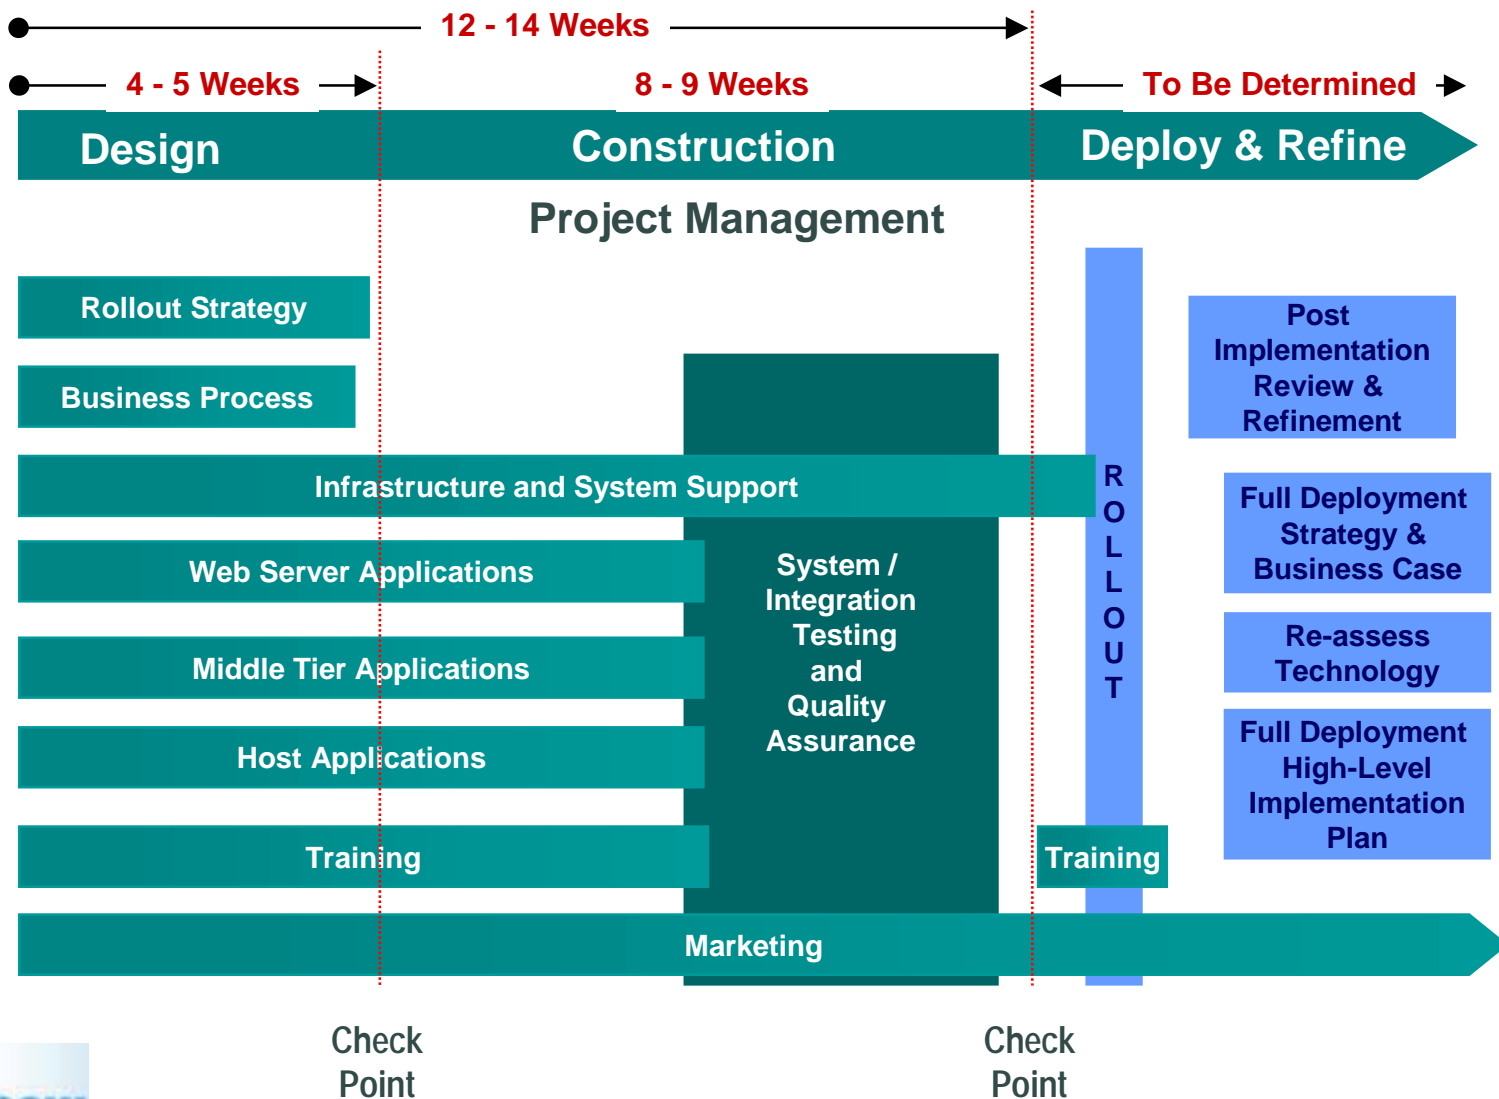 12 - 14 Weeks
4 - 5 Weeks
8 - 9 Weeks
To Be Determined
Design
Construction
Deploy & Refine
Project Management
Rollout Strategy
Business Process
Infrastructure and System Support
Web Server Applications
Middle Tier Applications
Host Applications
Training
System /
Integration
Testing
and
Quality
Assurance
R
O
L
L
O
U
T
Training
Marketing
Post
Implementation
Review &
Refinement
Full Deployment
Strategy &
Business Case
Re-assess
Technology
Full Deployment
High-Level
Implementation
Plan
Check
Point
Check
Point